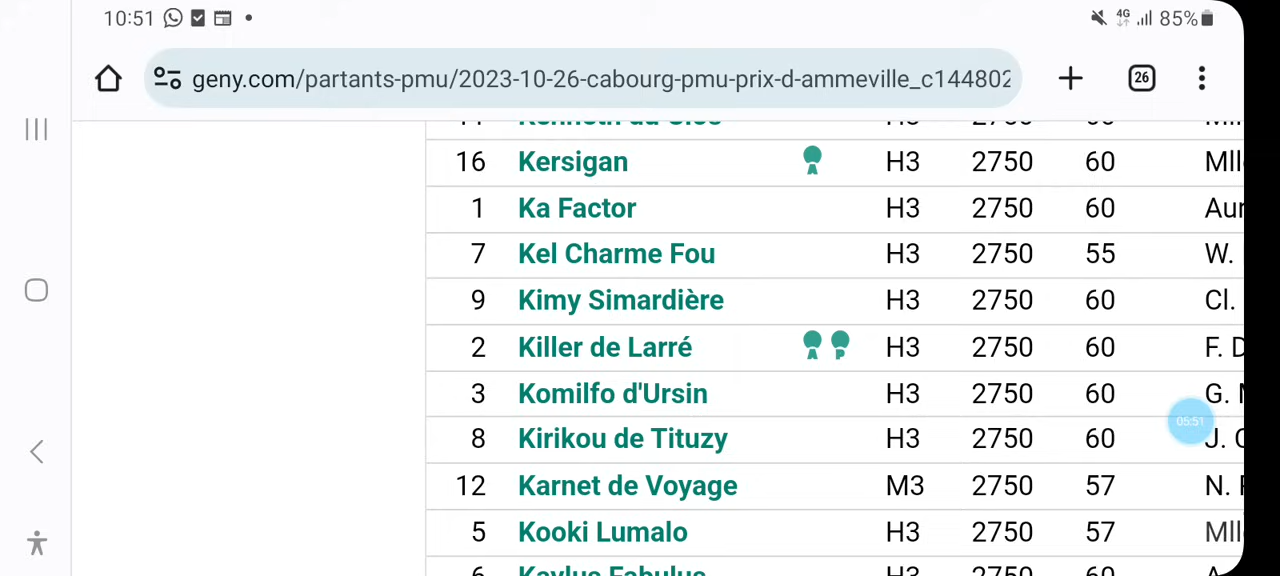 10:51 4G 85%
geny.com/partants-pmu/2023-10-26-cabourg-pmu-prix-d-ammeville_c144802
26
16 Kersigan A H3 2750 60 Mll
1 Ka Factor H3 2750 60 Aur
7 Kel Charme Fou H3 2750 55 W.
9 Kimy Simardière H3 2750 60 Cl.
2 Killer de Larré A P H3 2750 60 F. D
3 Komilfo d'Ursin H3 2750 60 G.
05:51
8 Kirikou de Tituzy H3 2750 60 J. C
12 Karnet de Voyage M3 2750 57 N.
5 Kooki Lumalo H3 2750 57 Mll